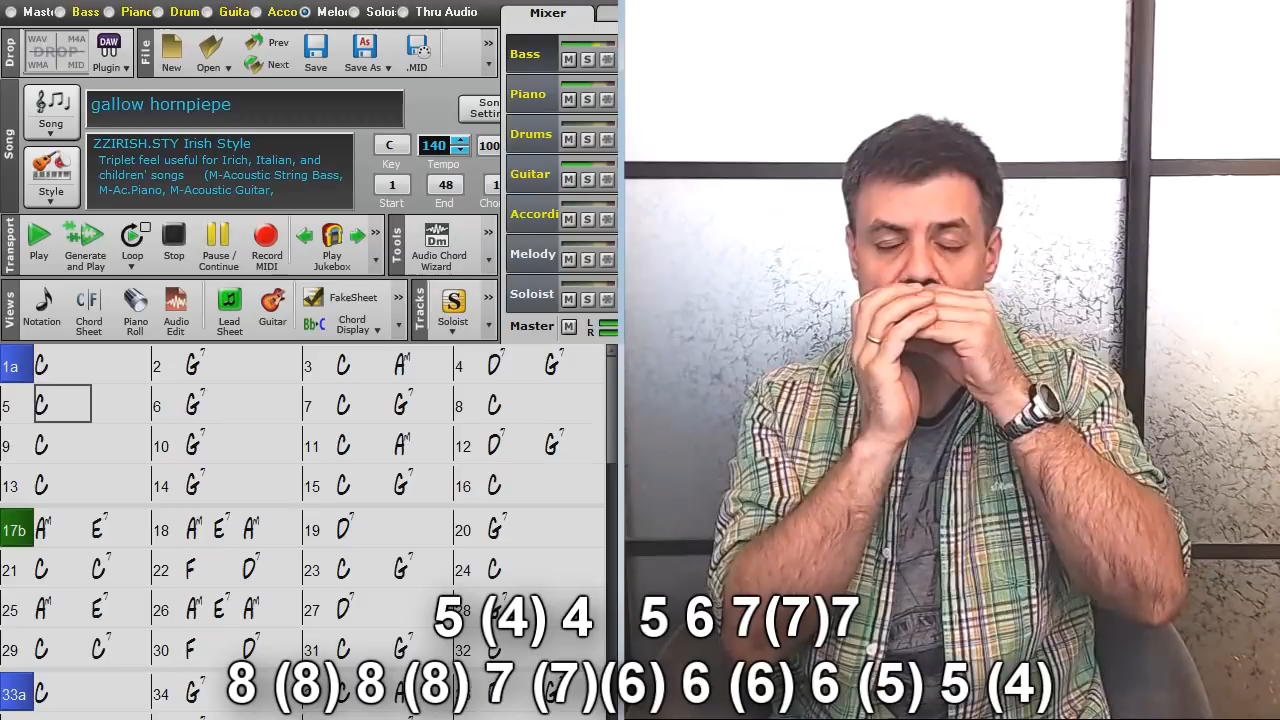 Bass Piano Drum Guita Acco Melo Solois Thru Audio
Mixer
Drop
WAV M4A
DROP
WMA MID
DAW
Plugin
File
New
Open
Prev
Next
Save
As
Save As
.MID
Song
Song
gallow hornpiepe
Style
ZZIRISH.STY Irish Style
Triplet feel useful for Irich, Italian, and
children' songs (M-Acoustic String Bass,
M-Ac.Piano, M-Acoustic Guitar,
C
Key
140
Tempo
100
1
Start
48
End
Transport
Play
Generate
and Play
Loop
Stop
Pause /
Continue
Record
MIDI
Play
Jukebox
Tools
Dm
Audio Chord
Wizard
Views
Notation
Chord
Sheet
Piano
Roll
Audio
Edit
Lead
Sheet
Guitar
FakeSheet
Chord
Display
Tracks
S
Soloist
Bass M S
Piano M S
Drums M S
Guitar M S
Accordi M S
Melody M S
Soloist M S
Master M L R
1a C 2 G7 3 C Am 4 D7 G7
5 C 6 G7 7 C G7 8 C
9 C 10 G7 11 C Am 12 D7 G7
13 C 14 G7 15 C G7 16 C
17b Am E7 18 Am E7 Am 19 D7 20 G7
21 C C7 22 F D7 23 C G7 24 C
25 Am E7 26 Am E7 Am 27 D7 28
29 C C7 30 F D7 31 C G7 32 C
33a C 34 G7 35 C
5 (4) 4 5 6 7(7)7
8 (8) 8 (8) 7 (7)(6) 6 (6) 6 (5) 5 (4)